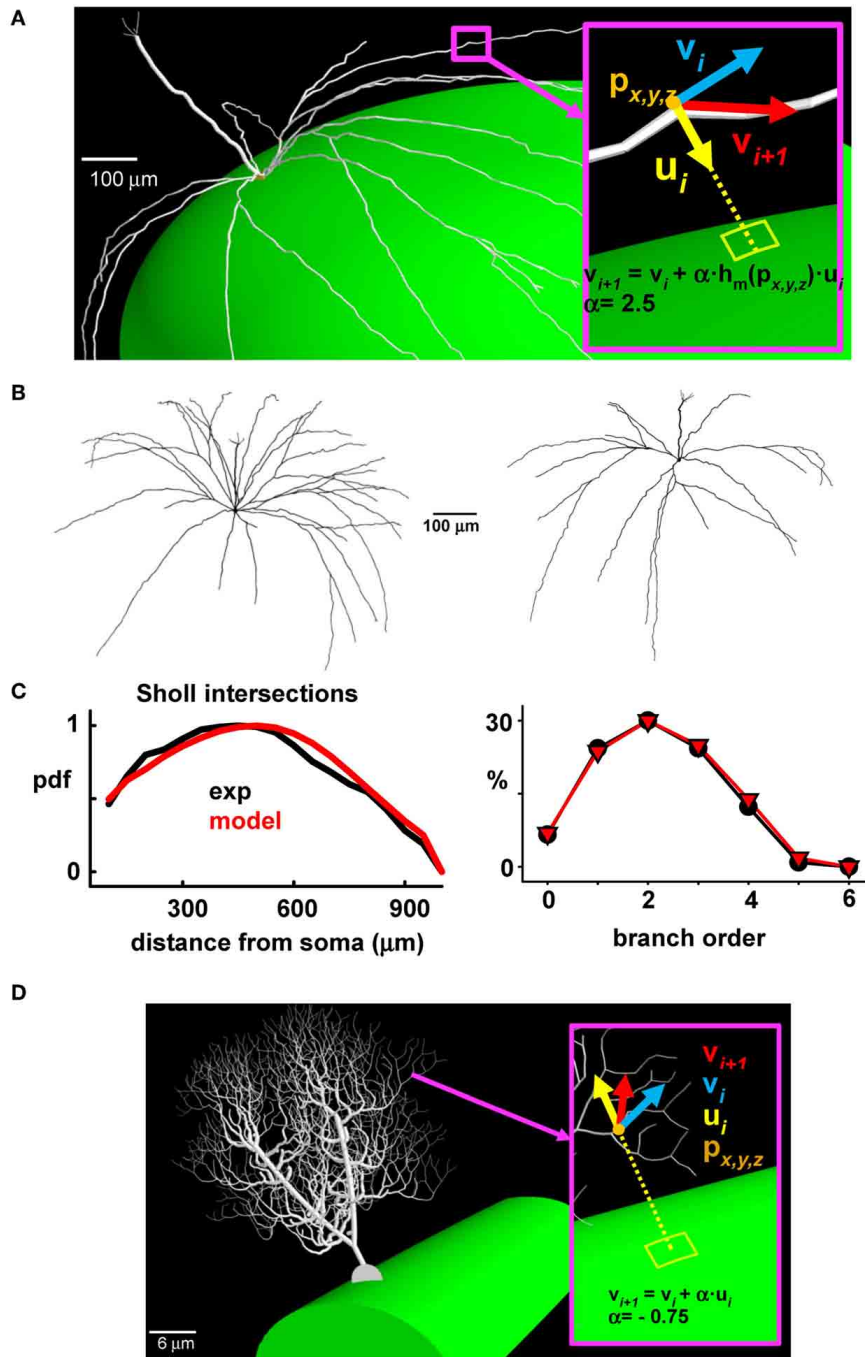 A
100 μm
v_i
p_x,y,z
v_i+1
u_i
v_i+1 = v_i + α·h_m(p_x,y,z)·u_i
α= 2.5
B
100 μm
C
Sholl intersections
1
pdf
0
exp
model
300
600
900
distance from soma (μm)
30
%
0
0
2
4
6
branch order
D
v_i+1
v_i
u_i
p_x,y,z
v_i+1 = v_i + α·u_i
α= - 0.75
6 μm